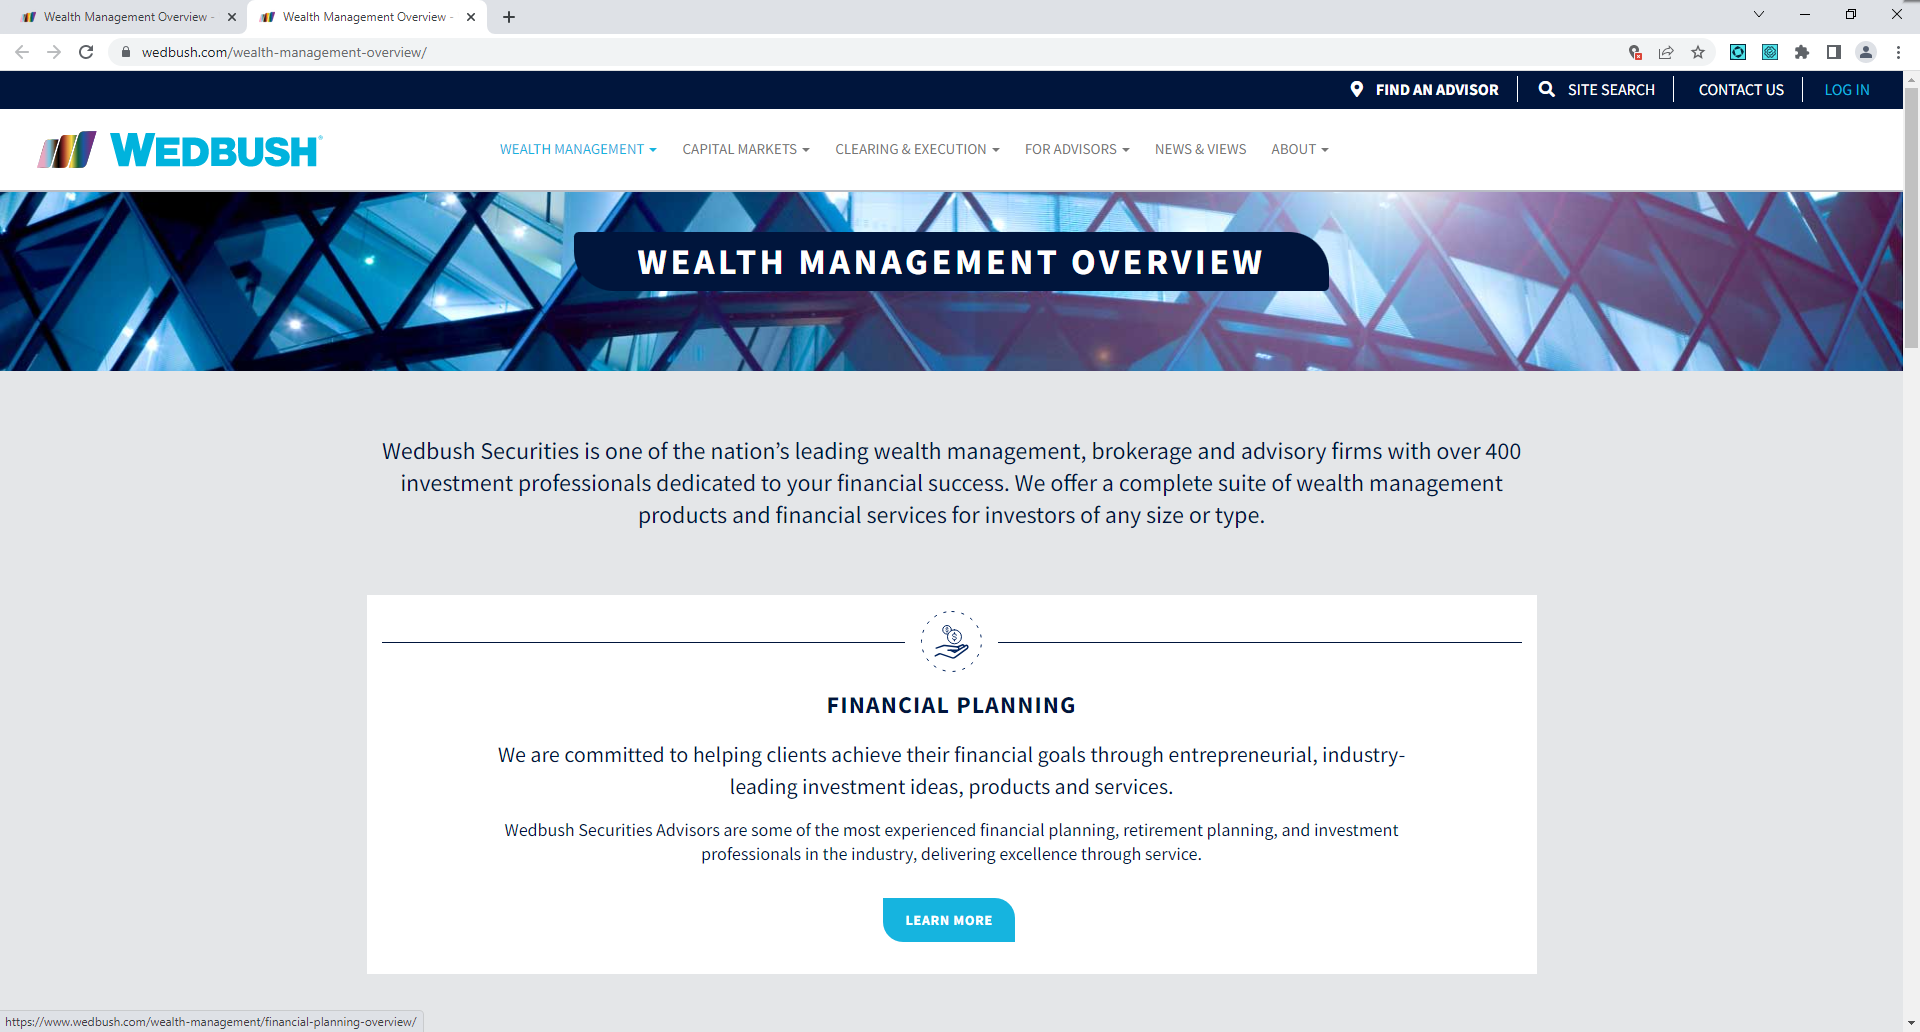 Wealth Management Overview -
Wealth Management Overview -
wedbush.com/wealth-management-overview/
FIND AN ADVISOR
SITE SEARCH
CONTACT US
LOG IN
WEDBUSH®
WEALTH MANAGEMENT
CAPITAL MARKETS
CLEARING & EXECUTION
FOR ADVISORS
NEWS & VIEWS
ABOUT
WEALTH MANAGEMENT OVERVIEW
Wedbush Securities is one of the nation’s leading wealth management, brokerage and advisory firms with over 400
investment professionals dedicated to your financial success. We offer a complete suite of wealth management
products and financial services for investors of any size or type.
FINANCIAL PLANNING
We are committed to helping clients achieve their financial goals through entrepreneurial, industry-
leading investment ideas, products and services.
Wedbush Securities Advisors are some of the most experienced financial planning, retirement planning, and investment
professionals in the industry, delivering excellence through service.
LEARN MORE
https://www.wedbush.com/wealth-management/financial-planning-overview/